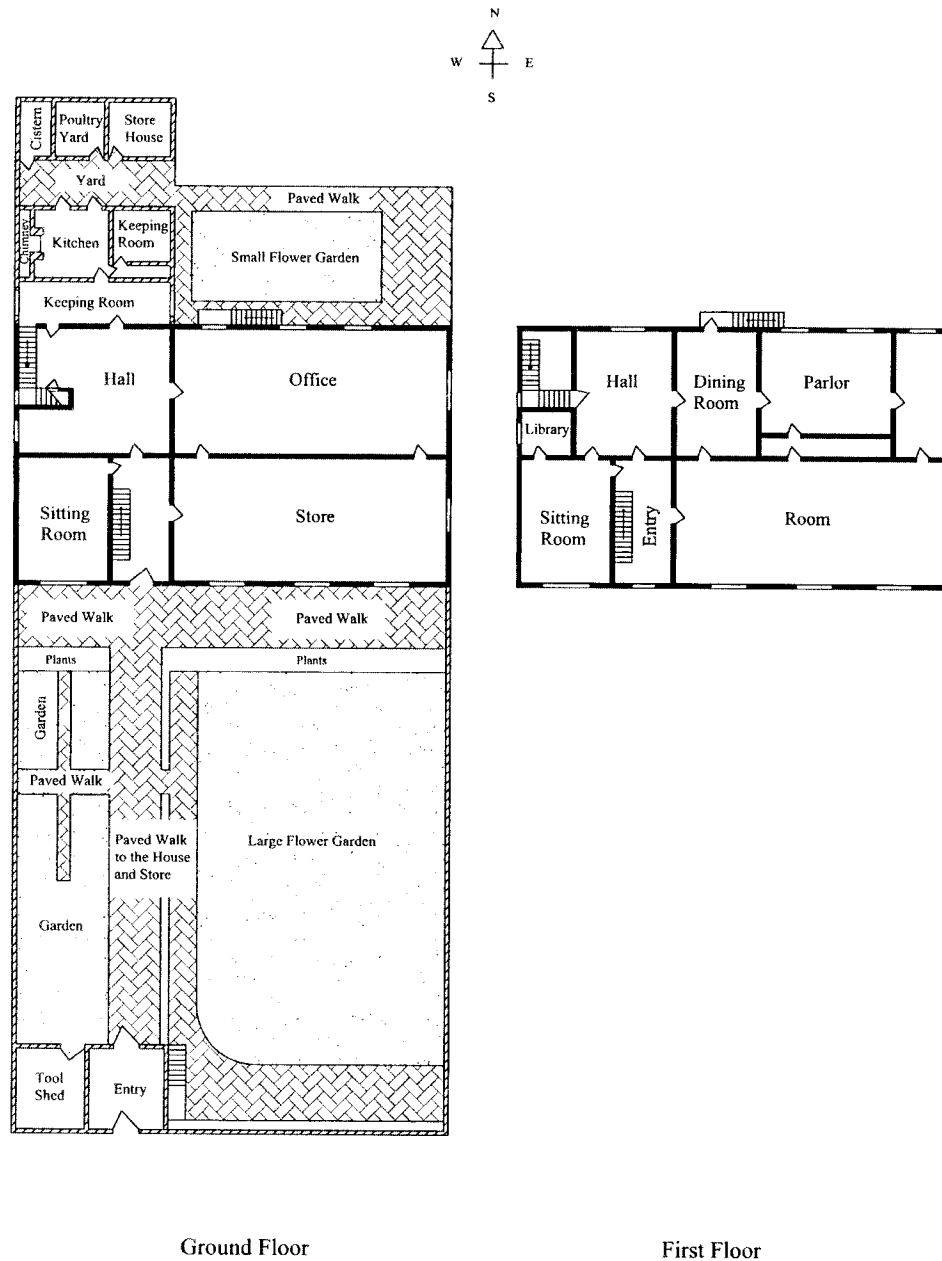 N
W E
S
Cistern
Poultry
Yard
Store
House
Yard
Paved Walk
Chimney
Kitchen
Keeping
Room
Small Flower Garden
Keeping Room
Hall
Office
Sitting
Room
Store
Paved Walk
Paved Walk
Plants
Plants
Garden
Paved Walk
Paved Walk
to the House
and Store
Large Flower Garden
Garden
Tool
Shed
Entry
Ground Floor
Hall
Dining
Room
Parlor
Library
Sitting
Room
Entry
Room
First Floor